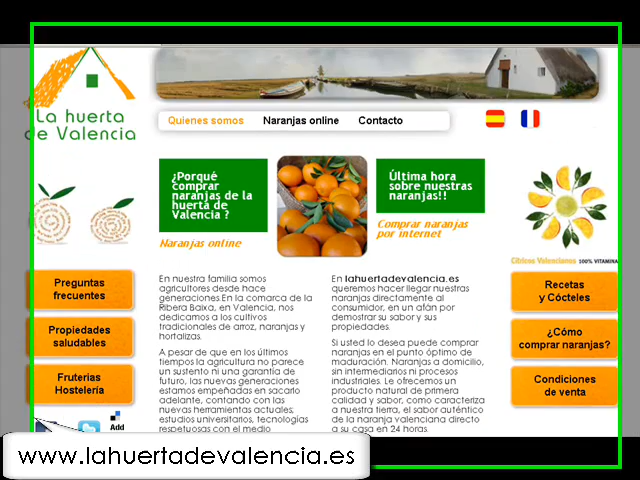 La huerta
de Valencia
Quienes somos
Naranjas online
Contacto
¿Porqué
comprar
naranjas de la
huerta de
Valencia ?
Naranjas online
Última hora
sobre nuestras
naranjas!!
Comprar naranjas
por internet
Citricos Valencianos 100% VITAMINA
Preguntas
frecuentes
Propiedades
saludables
Fruterias
Hostelería
En nuestra familia somos
agricultores desde hace
generaciones.En la comarca de la
Ribera Baixa, en Valencia, nos
dedicamos a los cultivos
tradicionales de arroz, naranjas y
hortalizas.
A pesar de que en los últimos
tiempos la agricultura no parece
un sustento ni una garantía de
futuro, las nuevas generaciones
estamos empeñadas en sacarlo
adelante, contando con las
nuevas herramientas actuales;
estudios universitarios, tecnologías
respetuosas con el medio
En lahuertadevalencia.es
queremos hacer llegar nuestras
naranjas directamente al
consumidor, en un afán por
demostrar su sabor y sus
propiedades.
Si usted lo desea puede comprar
naranjas en el punto óptimo de
maduración. Naranjas a domicilio,
sin intermediarios ni procesos
industriales. Le ofrecemos un
producto natural de primera
calidad y sabor, como caracteriza
a nuestra tierra, el sabor auténtico
de la naranja valenciana directo
a su casa en 24 horas.
Recetas
y Cócteles
¿Cómo
comprar naranjas?
Condiciones
de venta
Add
www.lahuertadevalencia.es